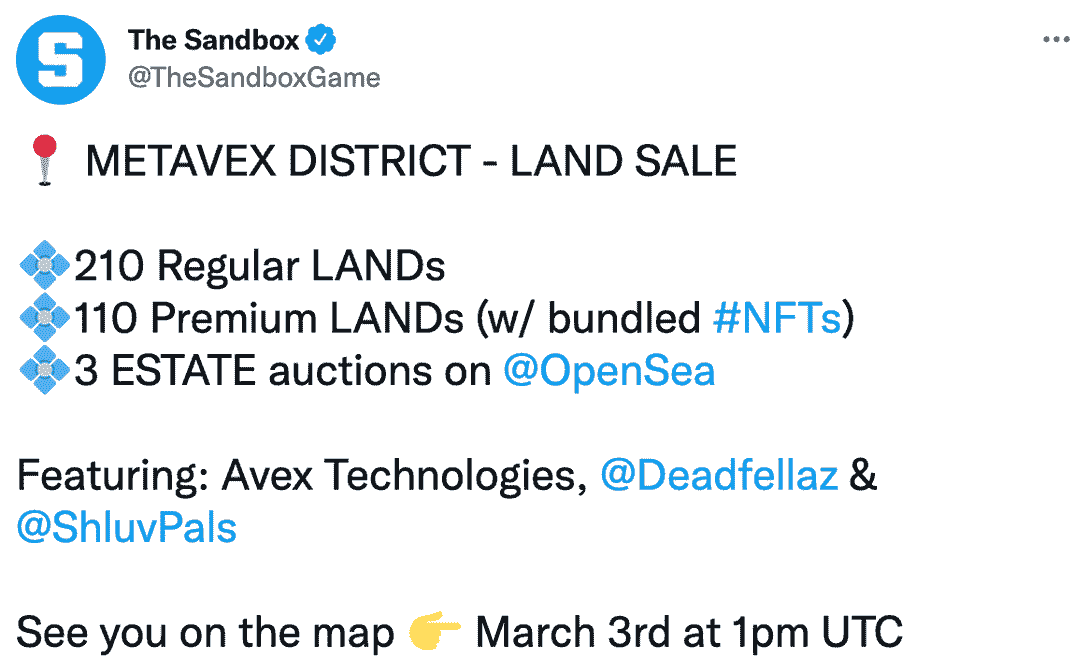 The Sandbox
@TheSandboxGame
📍 METAVEX DISTRICT - LAND SALE
💠210 Regular LANDs
💠110 Premium LANDs (w/ bundled #NFTs)
💠3 ESTATE auctions on @OpenSea
Featuring: Avex Technologies, @Deadfellaz &
@ShluvPals
See you on the map 👉 March 3rd at 1pm UTC